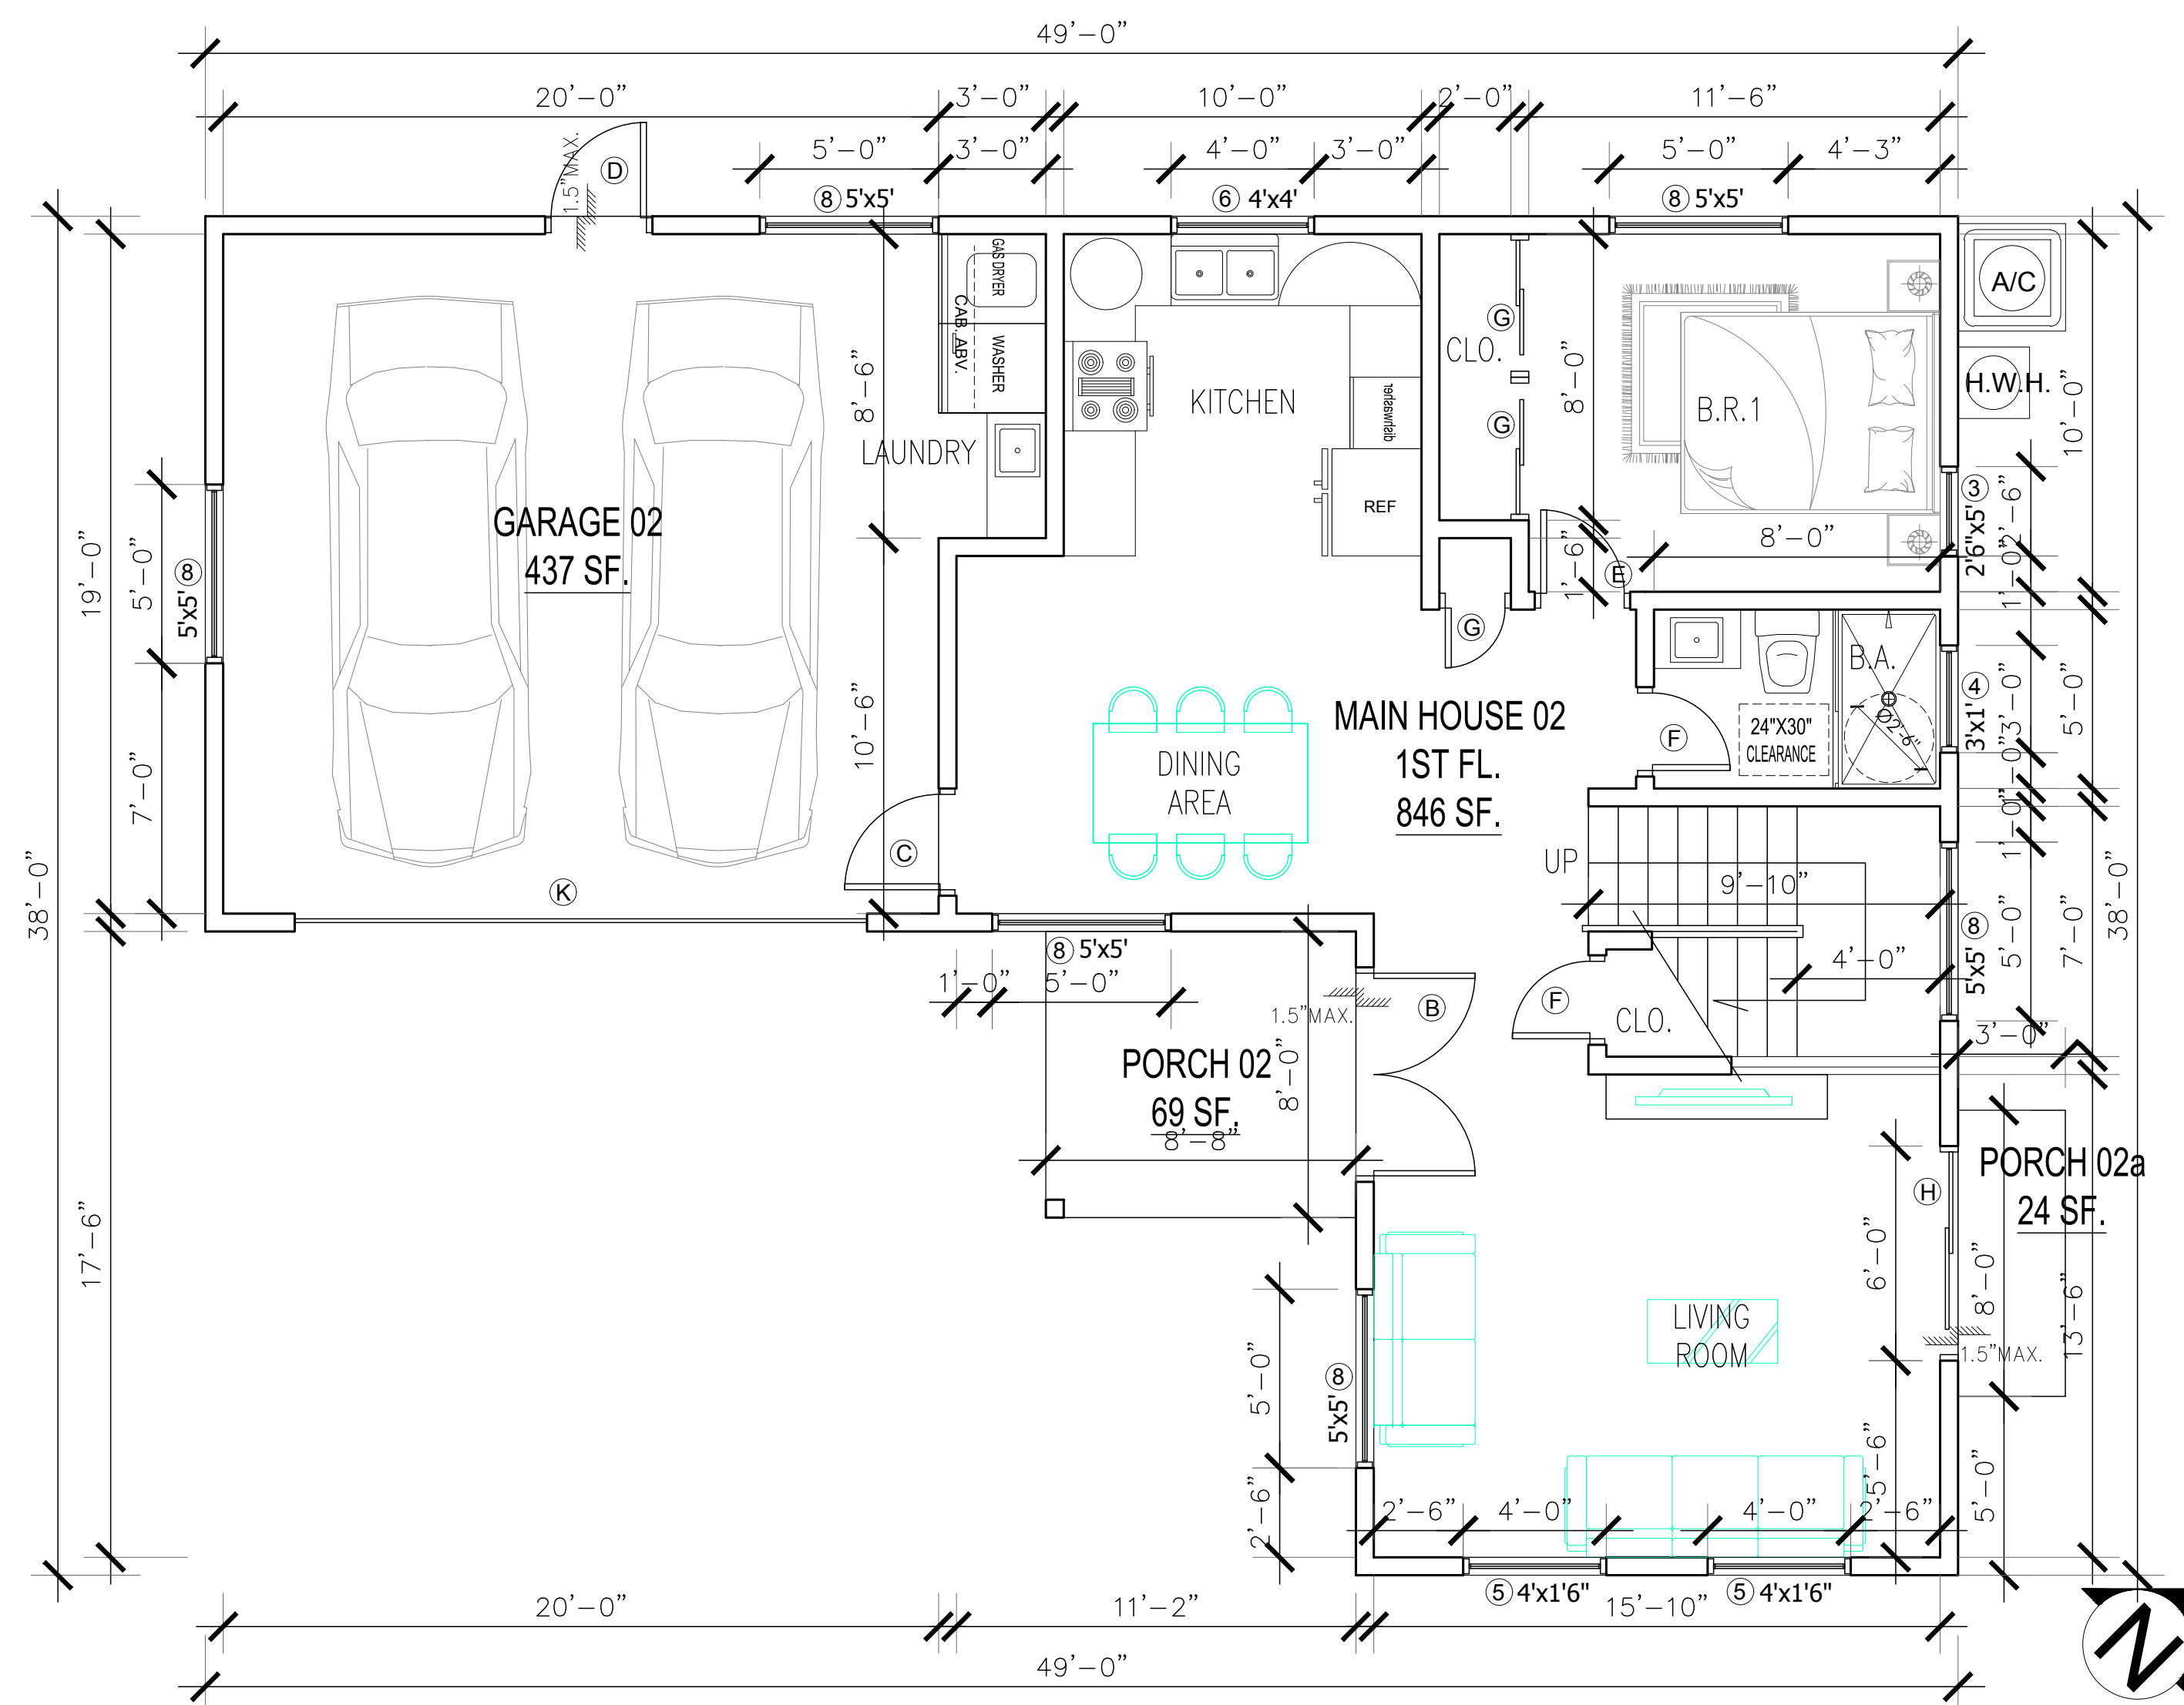 49'-0"
20'-0" 3'-0" 10'-0" 2'-0" 11'-6"
5'-0" 3'-0" 4'-0" 3'-0" 5'-0" 4'-3"
1.5"MAX.
D
8 5'x5'
6 4'x4'
8 5'x5'
GAS DRYER
CAB. ABV.
WASHER
A/C
H.W.H.
G
CLO.
G
8'-0"
B.R.1
KITCHEN
dishwasher
REF
8'-6"
LAUNDRY
10'-0"
3
2'6"x5'
2'-6"
1'-0"
8'-0"
1'-6"
E
GARAGE 02
437 SF.
19'-0"
5'-0"
8
5'x5'
7'-0"
38'-0"
17'-6"
G
B.A.
Ø2'-6"
24"X30"
CLEARANCE
F
4
3'x1'
3'-0"
1'-0"
1'-0"
5'-0"
10'-6"
MAIN HOUSE 02
1ST FL.
846 SF.
DINING
AREA
C
K
UP
9'-10"
4'-0"
8
5'x5'
5'-0"
7'-0"
38'-0"
3'-0"
8 5'x5'
1'-0" 5'-0"
1.5"MAX.
B
F
CLO.
8'-0"
PORCH 02
69 SF.
8'-8"
PORCH 02a
24 SF.
H
6'-0"
8'-0"
13'-6"
1.5"MAX.
LIVING
ROOM
5'-0"
8
5'x5'
2'-6"
5'-6"
5'-0"
2'-6" 4'-0" 4'-0" 2'-6"
5 4'x1'6" 5 4'x1'6"
20'-0" 11'-2" 15'-10"
49'-0"
N